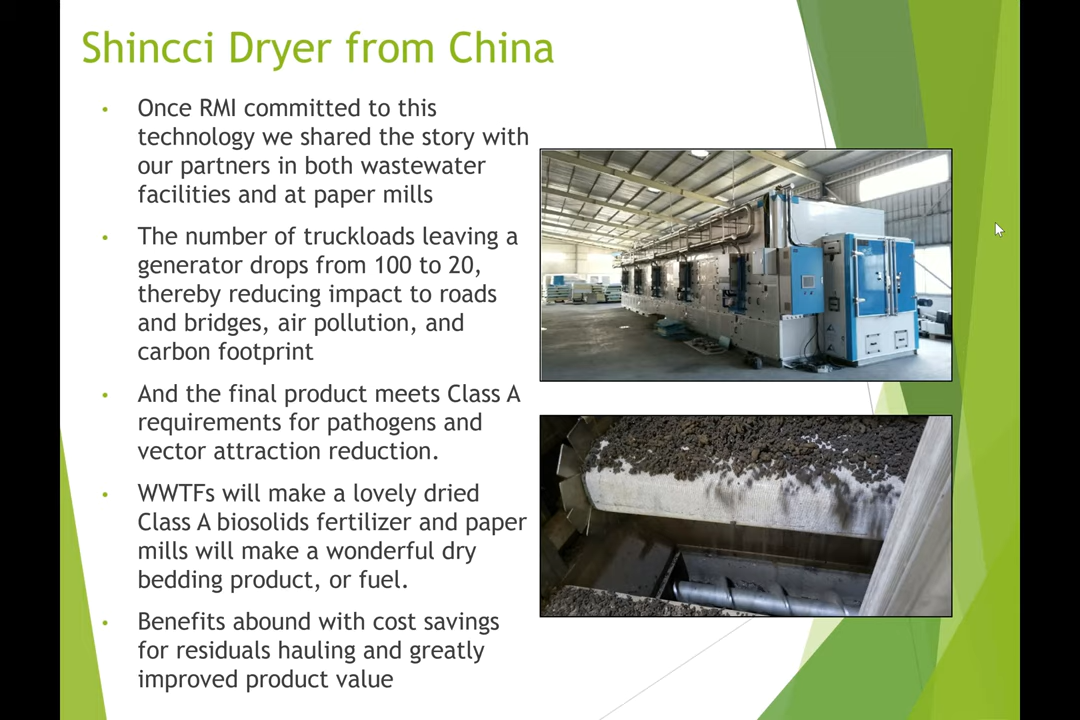 Shincci Dryer from China
• Once RMI committed to this
technology we shared the story with
our partners in both wastewater
facilities and at paper mills
• The number of truckloads leaving a
generator drops from 100 to 20,
thereby reducing impact to roads
and bridges, air pollution, and
carbon footprint
• And the final product meets Class A
requirements for pathogens and
vector attraction reduction.
• WWTFs will make a lovely dried
Class A biosolids fertilizer and paper
mills will make a wonderful dry
bedding product, or fuel.
• Benefits abound with cost savings
for residuals hauling and greatly
improved product value